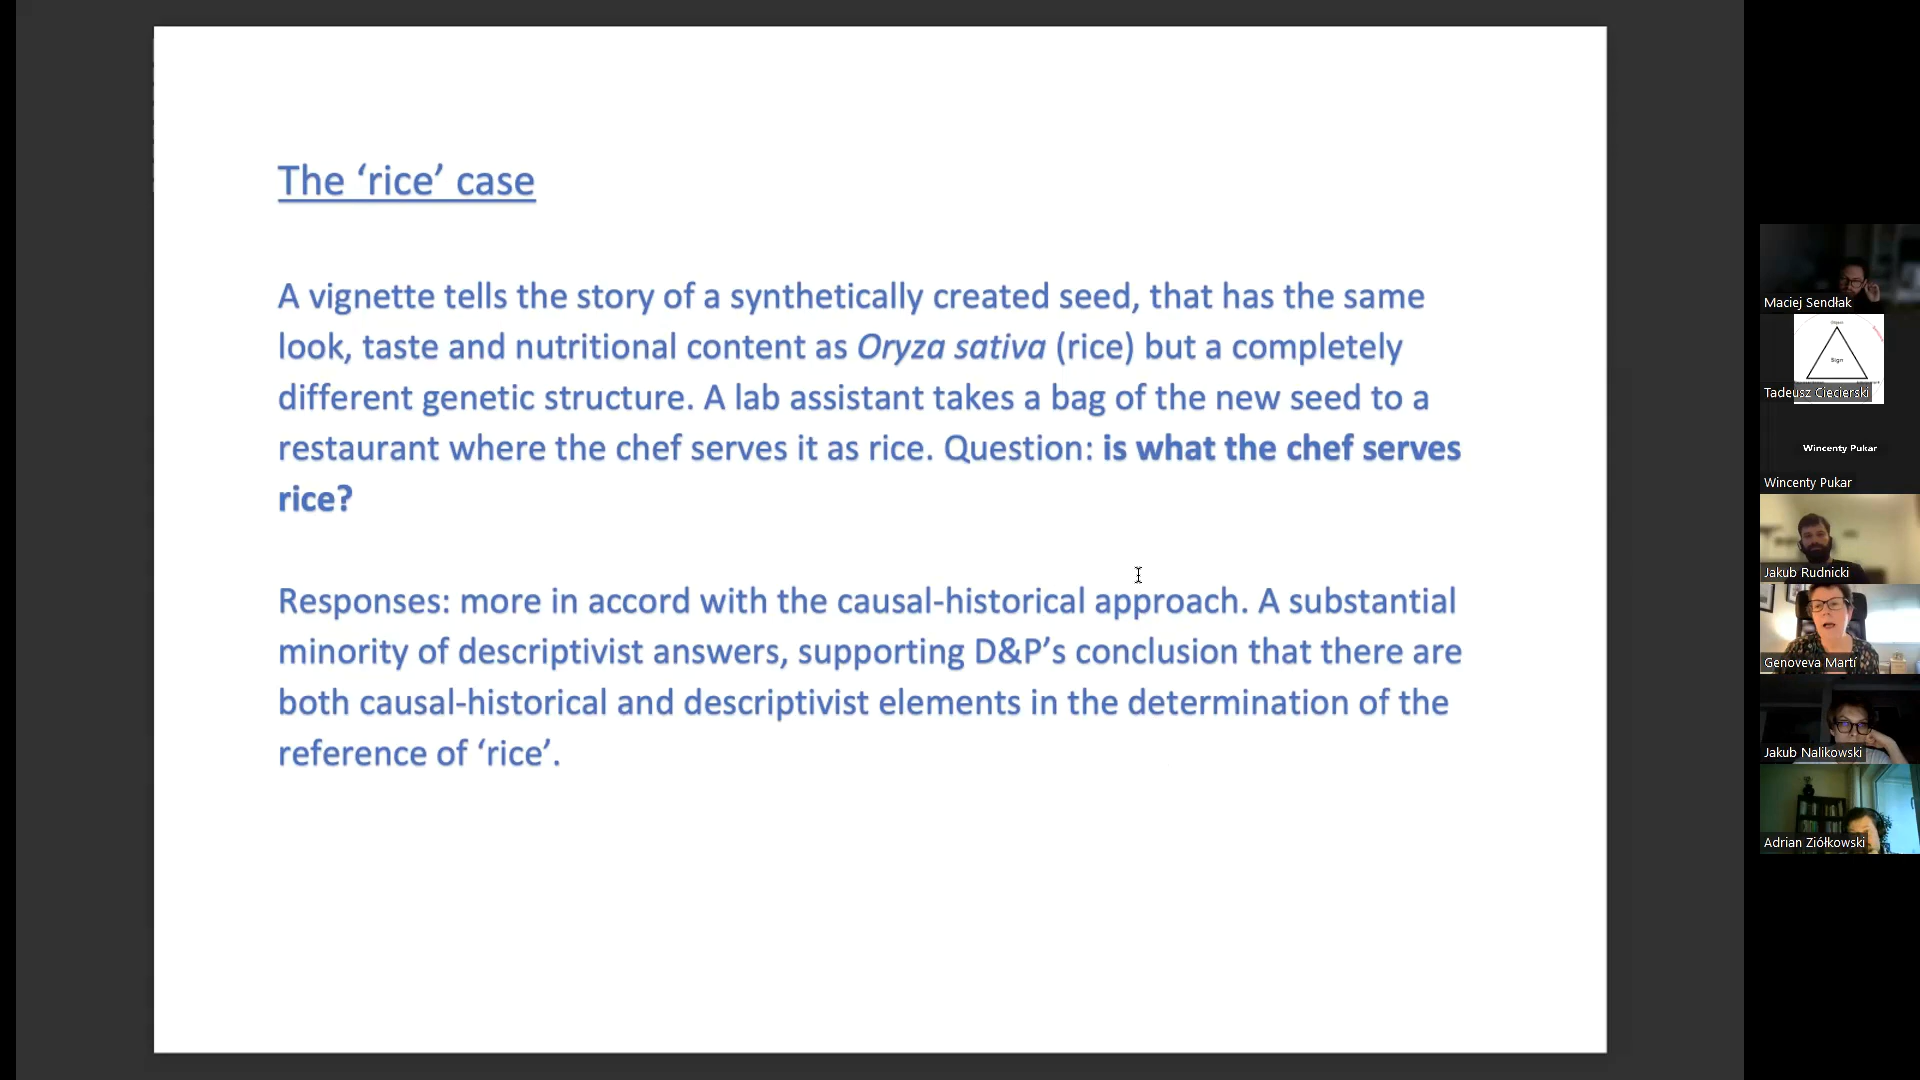 The ‘rice’ case
A vignette tells the story of a synthetically created seed, that has the same
look, taste and nutritional content as Oryza sativa (rice) but a completely
different genetic structure. A lab assistant takes a bag of the new seed to a
restaurant where the chef serves it as rice. Question: is what the chef serves
rice?
Responses: more in accord with the causal-historical approach. A substantial
minority of descriptivist answers, supporting D&P’s conclusion that there are
both causal-historical and descriptivist elements in the determination of the
reference of ‘rice’.
Maciej Sendłak
Object
Sign
Tadeusz Ciecierski
Wincenty Pukar
Wincenty Pukar
Jakub Rudnicki
Genoveva Martí
Jakub Nalikowski
Adrian Ziółkowski